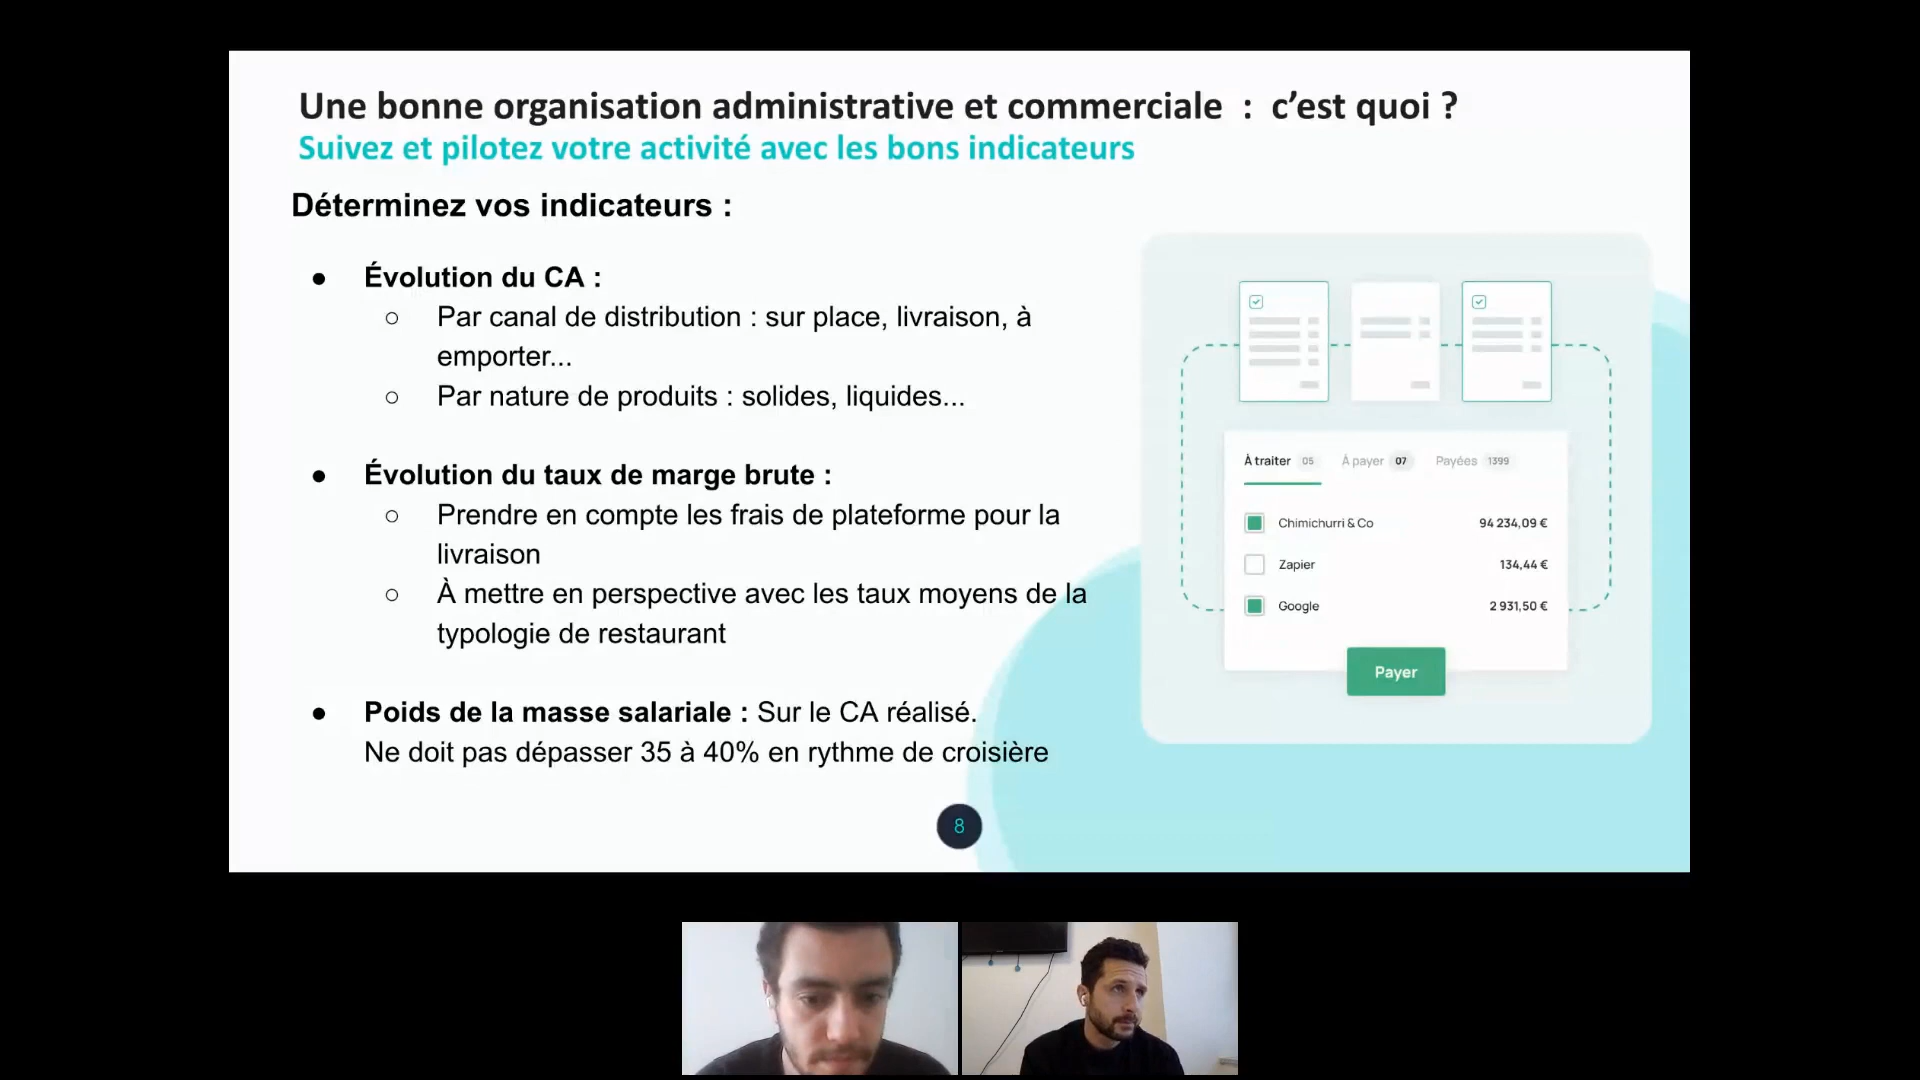 Une bonne organisation administrative et commerciale : c’est quoi ?
Suivez et pilotez votre activité avec les bons indicateurs
Déterminez vos indicateurs :
● Évolution du CA :
○ Par canal de distribution : sur place, livraison, à
emporter...
○ Par nature de produits : solides, liquides...
● Évolution du taux de marge brute :
○ Prendre en compte les frais de plateforme pour la
livraison
○ À mettre en perspective avec les taux moyens de la
typologie de restaurant
● Poids de la masse salariale : Sur le CA réalisé.
Ne doit pas dépasser 35 à 40% en rythme de croisière
À traiter 05 À payer 07 Payées 1399
Chimichurri & Co 94 234,09 €
Zapier 134,44 €
Google 2 931,50 €
Payer
8